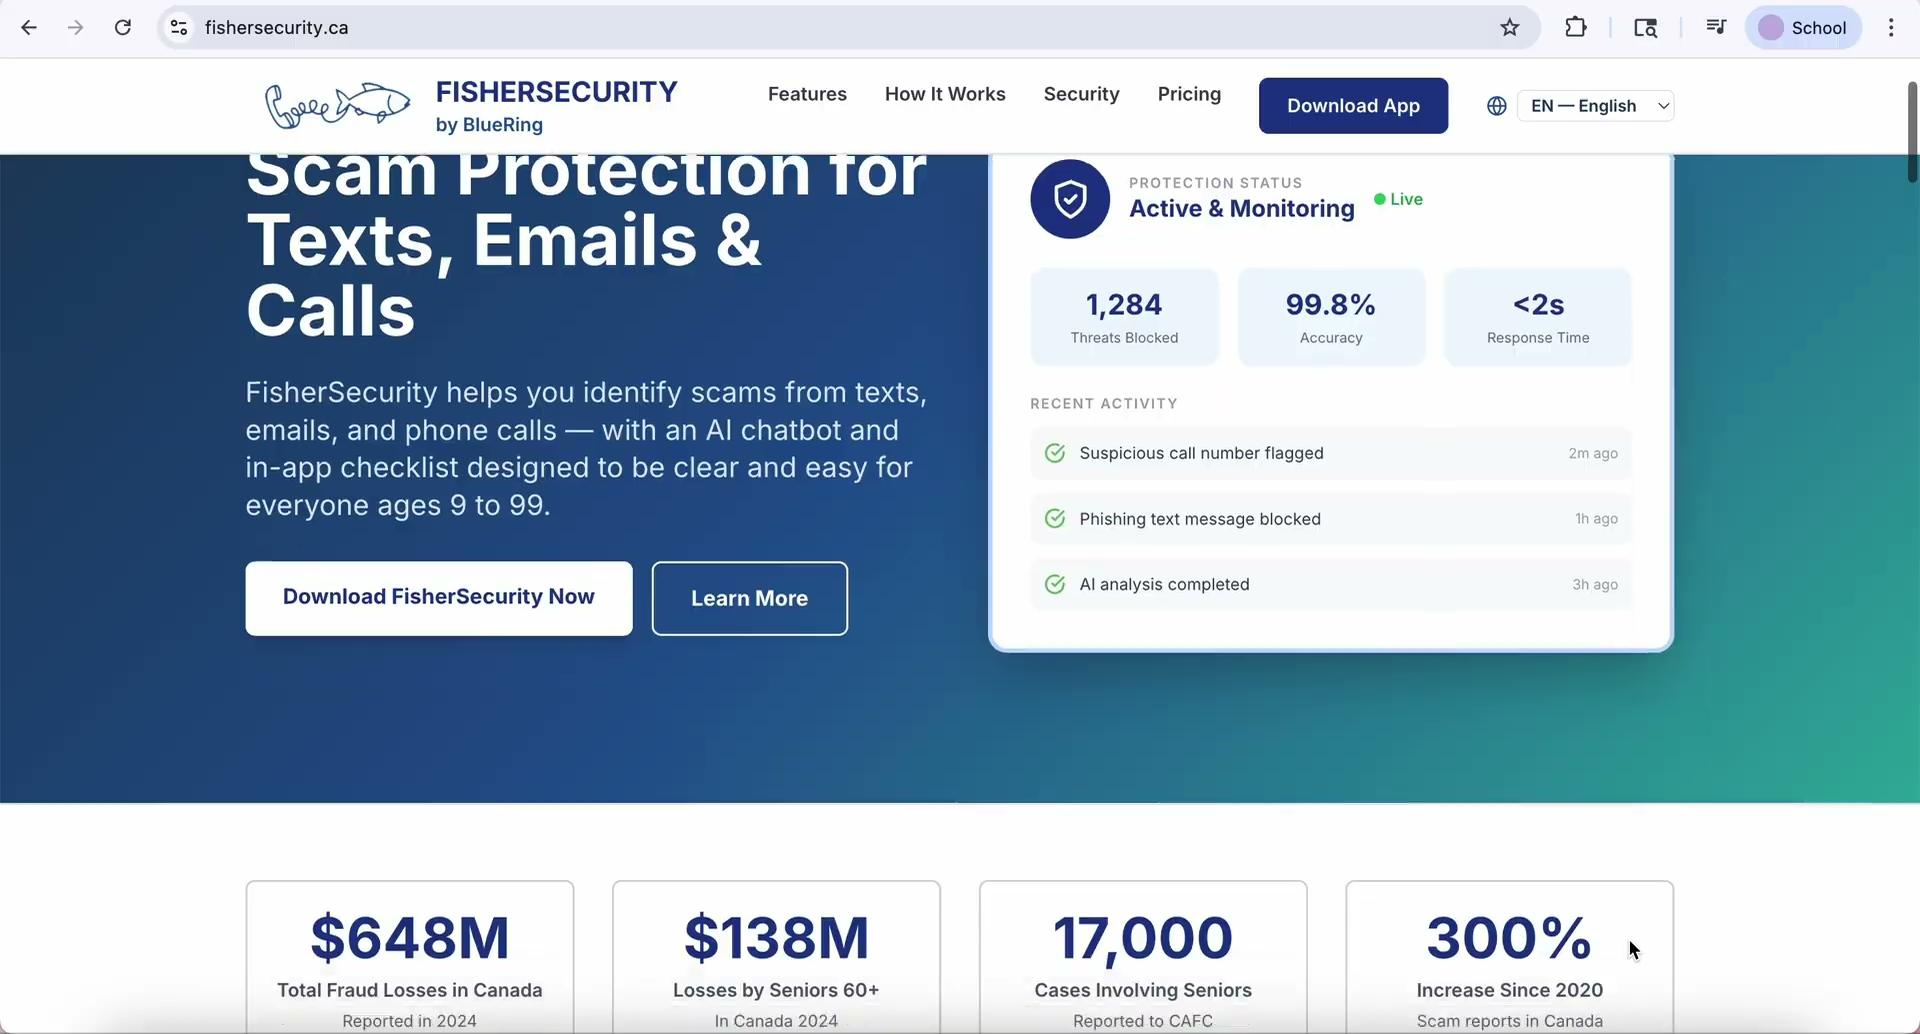 fishersecurity.ca
School
FISHERSECURITY
by BlueRing
Features
How It Works
Security
Pricing
Download App
EN — English
Scam Protection for
Texts, Emails &
Calls
FisherSecurity helps you identify scams from texts,
emails, and phone calls — with an AI chatbot and
in-app checklist designed to be clear and easy for
everyone ages 9 to 99.
Download FisherSecurity Now
Learn More
PROTECTION STATUS
Active & Monitoring
Live
1,284
Threats Blocked
99.8%
Accuracy
<2s
Response Time
RECENT ACTIVITY
Suspicious call number flagged
2m ago
Phishing text message blocked
1h ago
AI analysis completed
3h ago
$648M
Total Fraud Losses in Canada
Reported in 2024
$138M
Losses by Seniors 60+
In Canada 2024
17,000
Cases Involving Seniors
Reported to CAFC
300%
Increase Since 2020
Scam reports in Canada